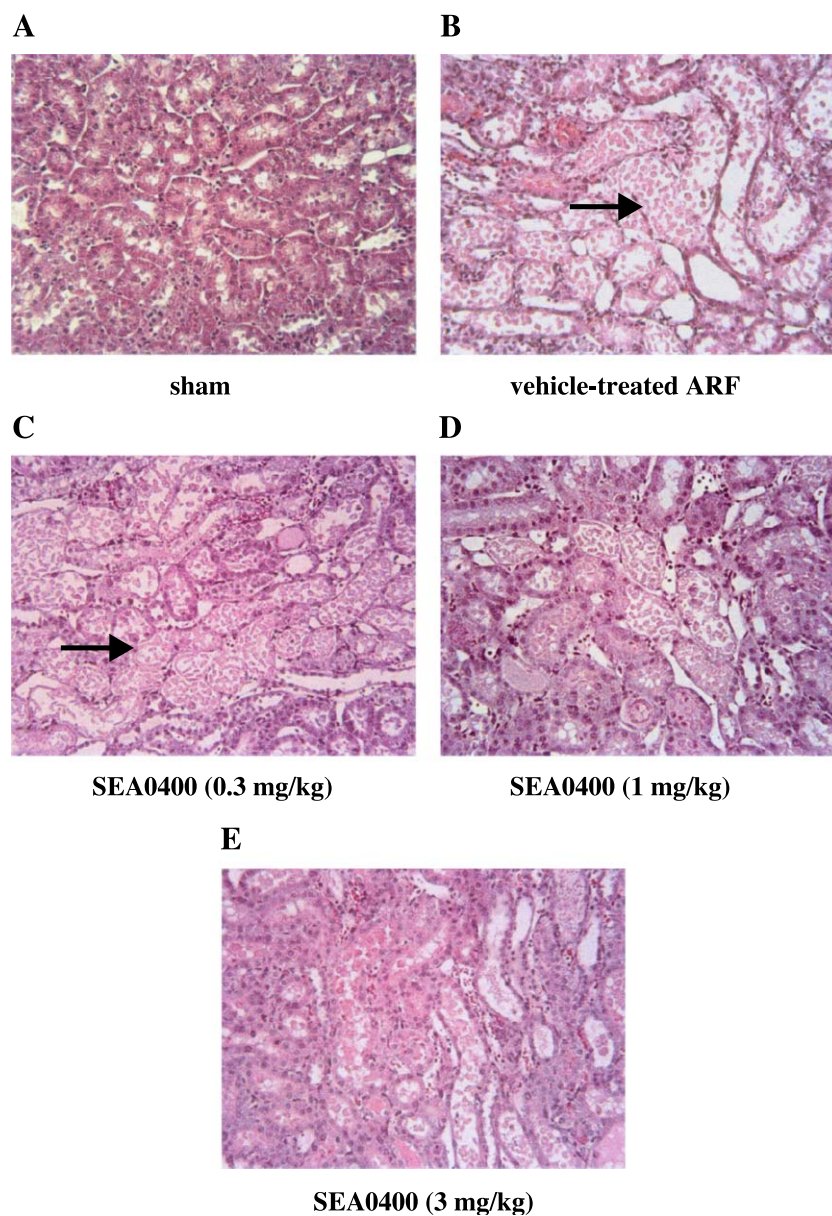 A
B
sham
vehicle-treated ARF
C
D
SEA0400 (0.3 mg/kg)
SEA0400 (1 mg/kg)
E
SEA0400 (3 mg/kg)